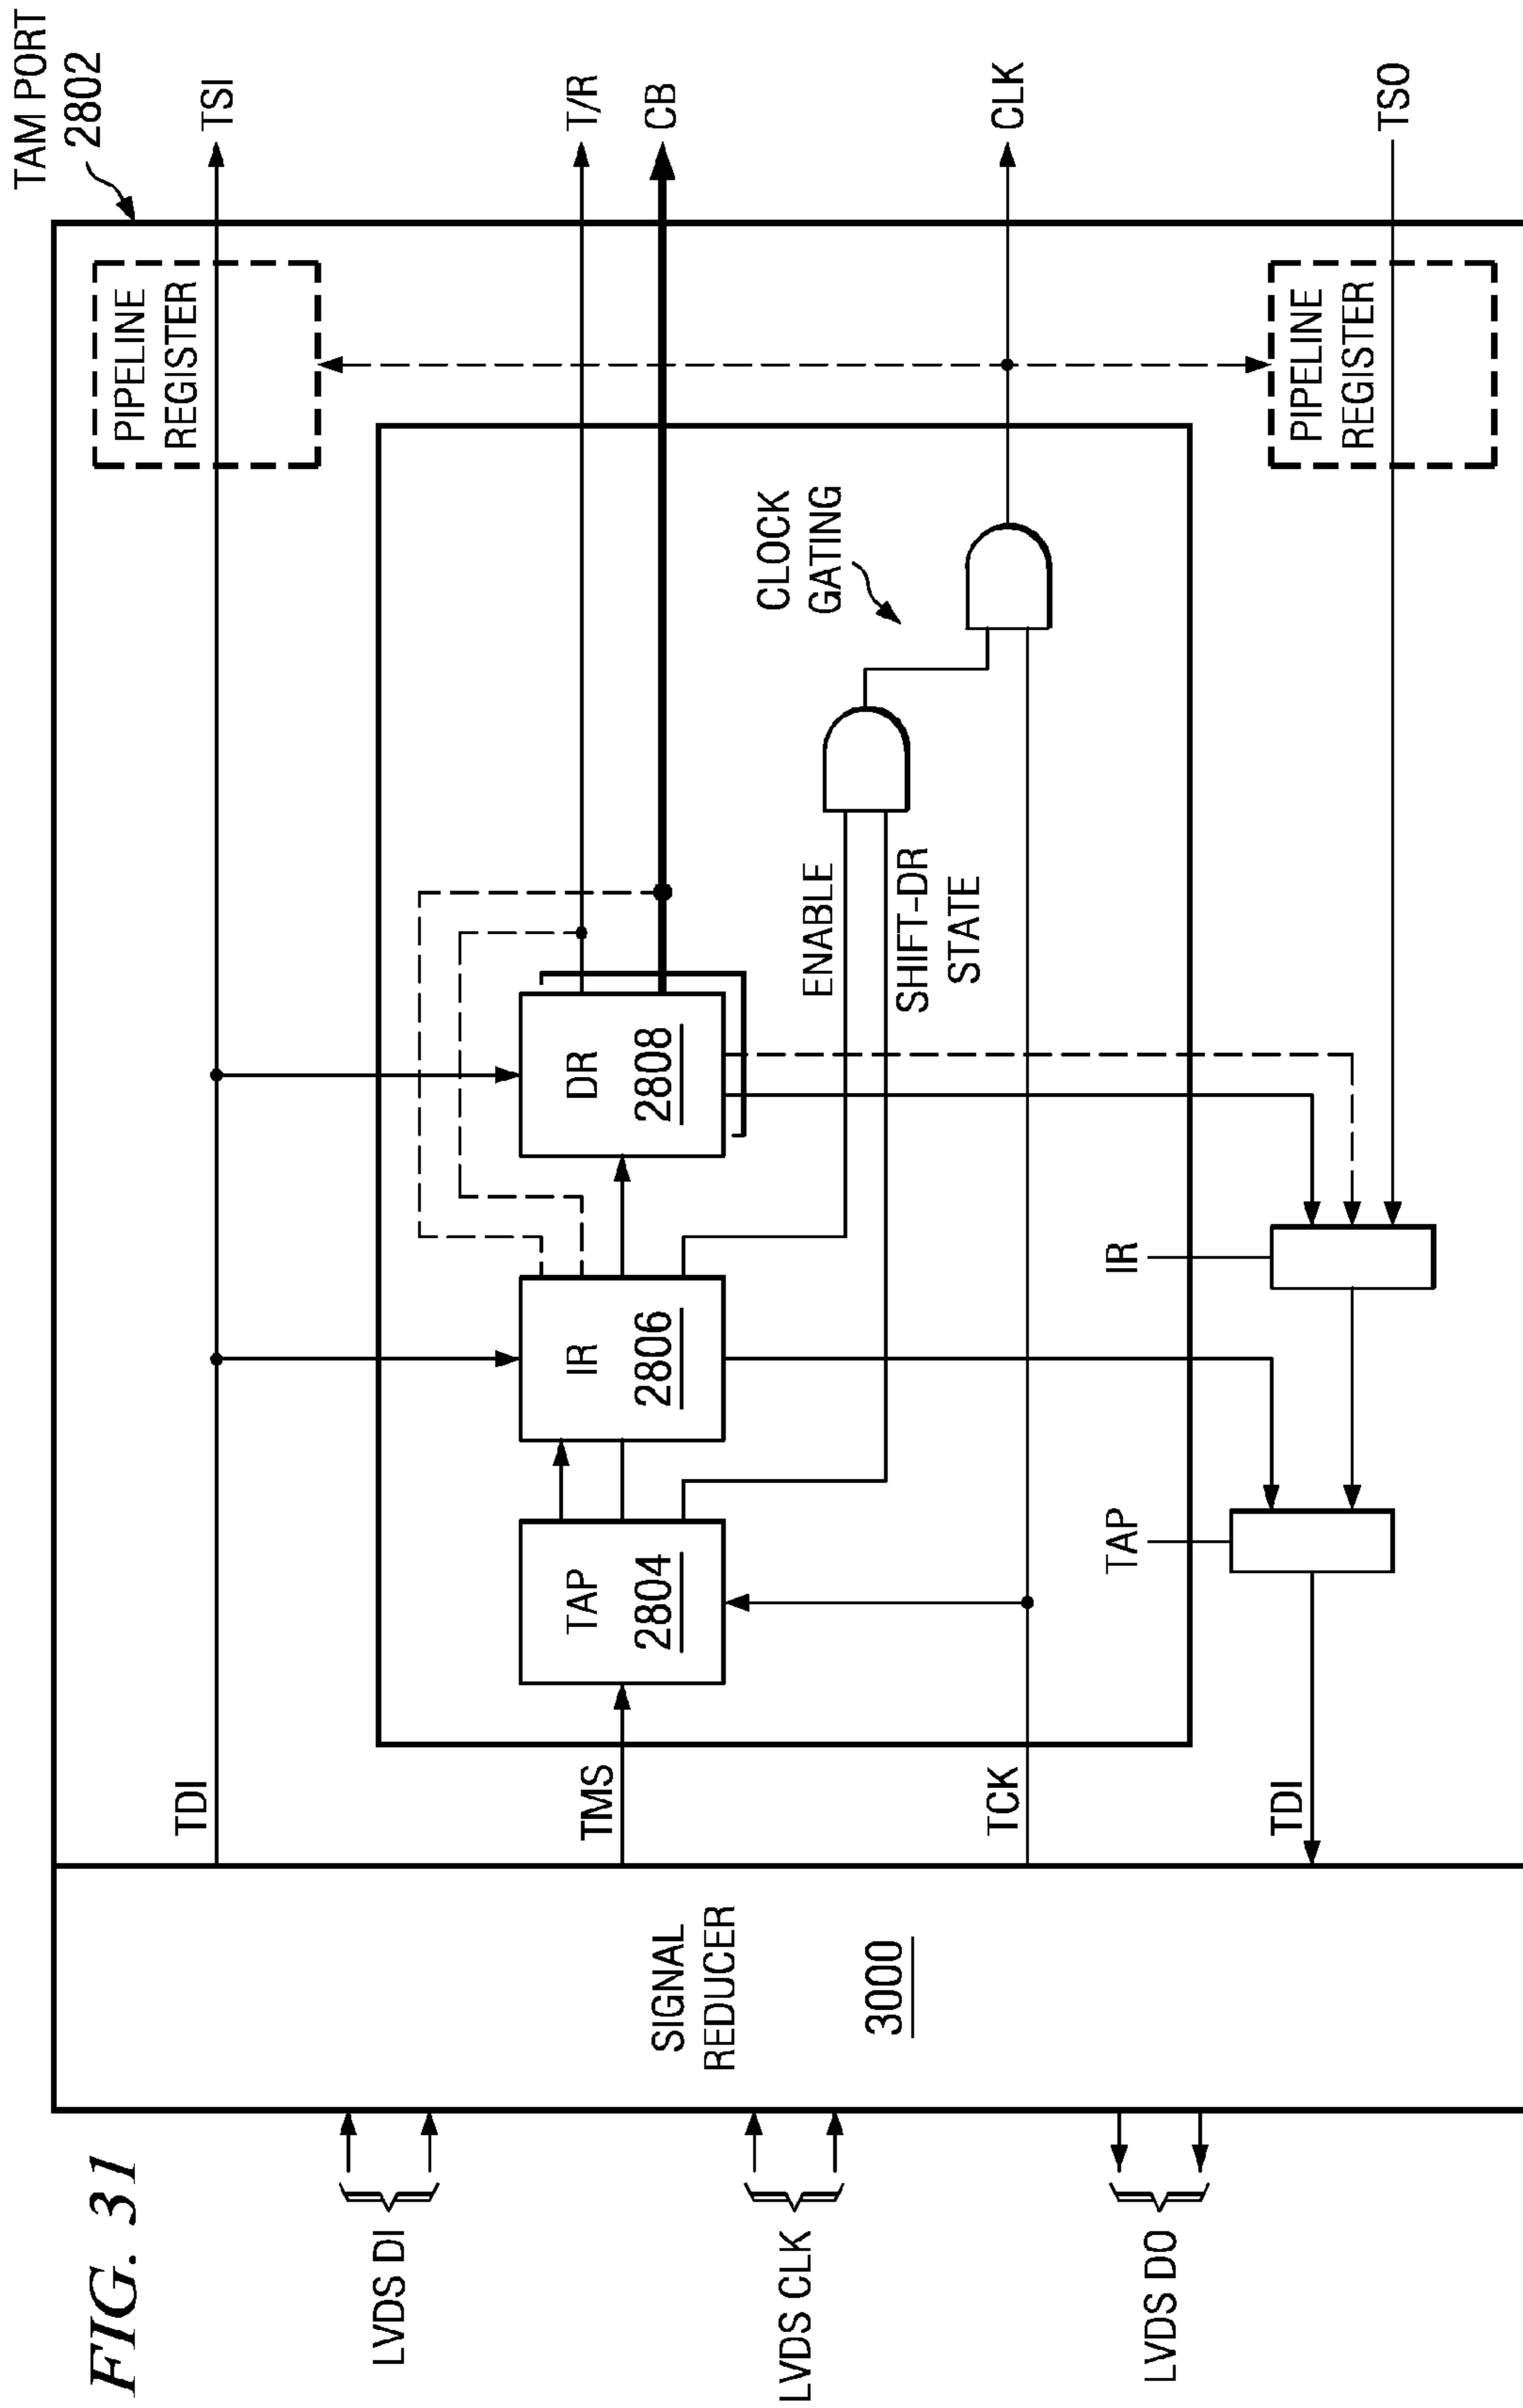 FIG. 31
TAM PORT
2802
LVDS DI
LVDS CLK
LVDS DO
SIGNAL
REDUCER
3000
TDI
TMS
TCK
TDI
TAP
2804
IR
2806
DR
2808
ENABLE
SHIFT-DR
STATE
CLOCK
GATING
TAP
IR
PIPELINE
REGISTER
PIPELINE
REGISTER
TSI
T/R
CB
CLK
TSO